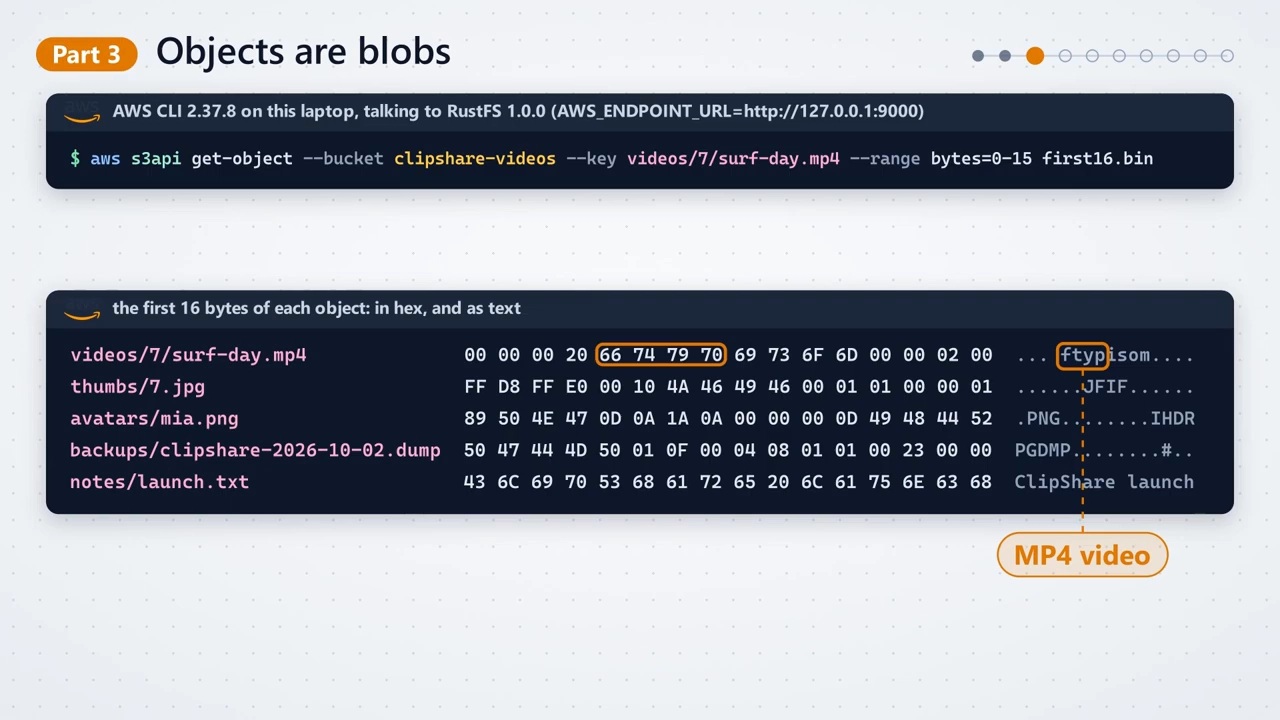 Part 3 Objects are blobs
aws AWS CLI 2.37.8 on this laptop, talking to RustFS 1.0.0 (AWS_ENDPOINT_URL=http://127.0.0.1:9000)
$ aws s3api get-object --bucket clipshare-videos --key videos/7/surf-day.mp4 --range bytes=0-15 first16.bin
aws the first 16 bytes of each object: in hex, and as text
videos/7/surf-day.mp4 00 00 00 20 66 74 79 70 69 73 6F 6D 00 00 02 00 ... ftypisom....
thumbs/7.jpg FF D8 FF E0 00 10 4A 46 49 46 00 01 01 00 00 01 ......JFIF......
avatars/mia.png 89 50 4E 47 0D 0A 1A 0A 00 00 00 0D 49 48 44 52 .PNG........IHDR
backups/clipshare-2026-10-02.dump 50 47 44 4D 50 01 0F 00 04 08 01 01 00 23 00 00 PGDMP........#..
notes/launch.txt 43 6C 69 70 53 68 61 72 65 20 6C 61 75 6E 63 68 ClipShare launch
MP4 video